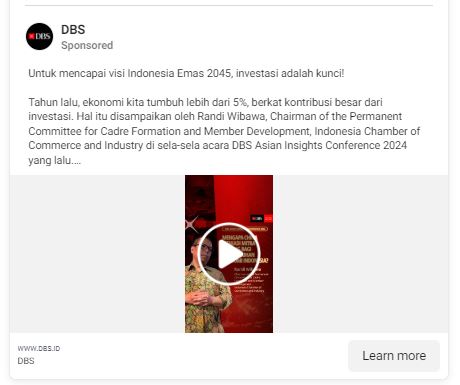 DBS
Sponsored
Untuk mencapai visi Indonesia Emas 2045, investasi adalah kunci!
Tahun lalu, ekonomi kita tumbuh lebih dari 5%, berkat kontribusi besar dari
investasi. Hal itu disampaikan oleh Randi Wibawa, Chairman of the Permanent
Committee for Cadre Formation and Member Development, Indonesia Chamber of
Commerce and Industry di sela-sela acara DBS Asian Insights Conference 2024
yang lalu....
DBS
MENGAPA
WWW.DBS.ID
DBS
Learn more